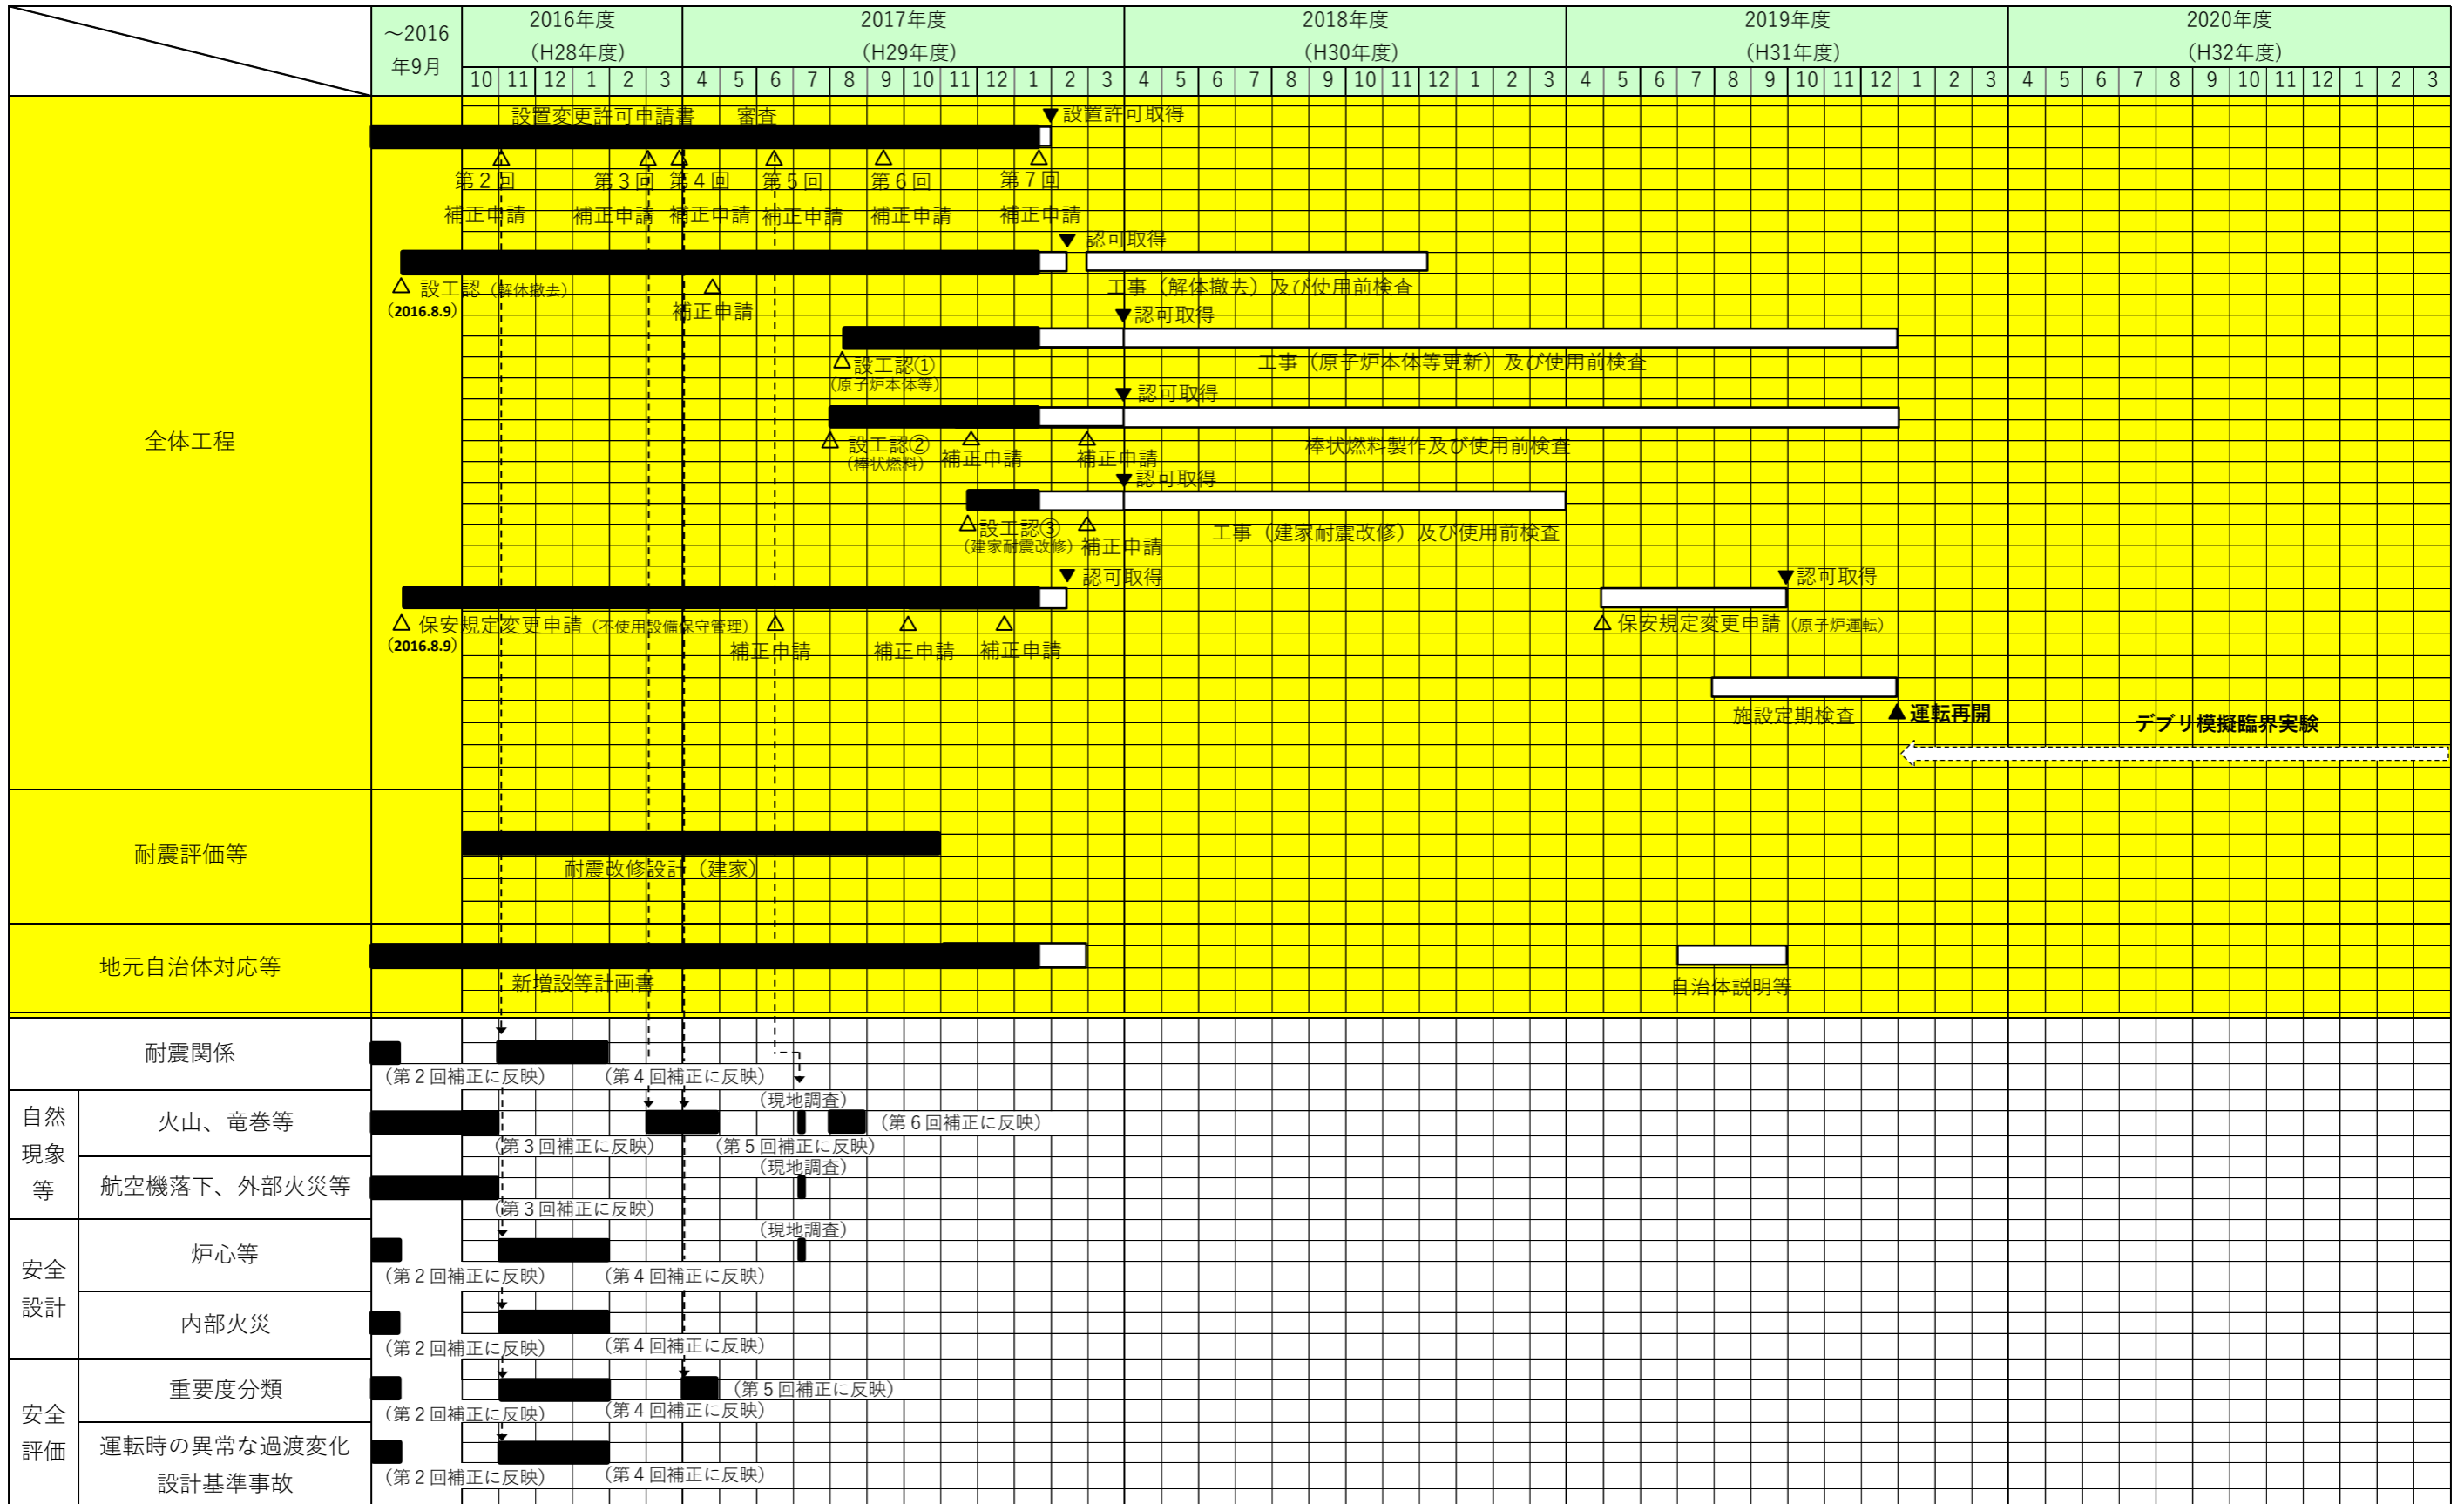 ～2016
年9月
2016年度
（H28年度）
2017年度
（H29年度）
2018年度
（H30年度）
2019年度
（H31年度）
2020年度
（H32年度）
10 11 12 1 2 3 4 5 6 7 8 9 10 11 12 1 2 3 4 5 6 7 8 9 10 11 12 1 2 3 4 5 6 7 8 9 10 11 12 1 2 3 4 5 6 7 8 9 10 11 12 1 2 3
全体工程
設置変更許可申請書　審査
▼設置許可取得
△ △ △ △ △ △
第２回 第３回 第４回 第５回 第６回 第７回
補正申請 補正申請 補正申請 補正申請 補正申請 補正申請
▼ 認可取得
△ 設工認（解体撤去） △
（2016.8.9）
補正申請
工事（解体撤去）及び使用前検査
▼認可取得
△設工認①
（原子炉本体等）
工事（原子炉本体等更新）及び使用前検査
▼ 認可取得
△ 設工認② △ △
（棒状燃料） 補正申請 補正申請
棒状燃料製作及び使用前検査
▼認可取得
△設工認③ △
（建家耐震改修） 補正申請
工事（建家耐震改修）及び使用前検査
▼ 認可取得
▼認可取得
△ 保安規定変更申請（不使用設備保守管理） △ △ △
（2016.8.9）
補正申請 補正申請 補正申請
△ 保安規定変更申請（原子炉運転）
施設定期検査 ▲運転再開
デブリ模擬臨界実験
耐震評価等
耐震改修設計（建家）
地元自治体対応等
新増設等計画書
自治体説明等
耐震関係
（第２回補正に反映） （第４回補正に反映）
自然
現象
等
火山、竜巻等
（現地調査）
（第６回補正に反映）
（第３回補正に反映） （第５回補正に反映）
航空機落下、外部火災等
（現地調査）
（第３回補正に反映）
安全
設計
炉心等
（現地調査）
（第２回補正に反映） （第４回補正に反映）
内部火災
（第２回補正に反映） （第４回補正に反映）
安全
評価
重要度分類
（第５回補正に反映）
（第２回補正に反映） （第４回補正に反映）
運転時の異常な過渡変化
設計基準事故
（第２回補正に反映） （第４回補正に反映）